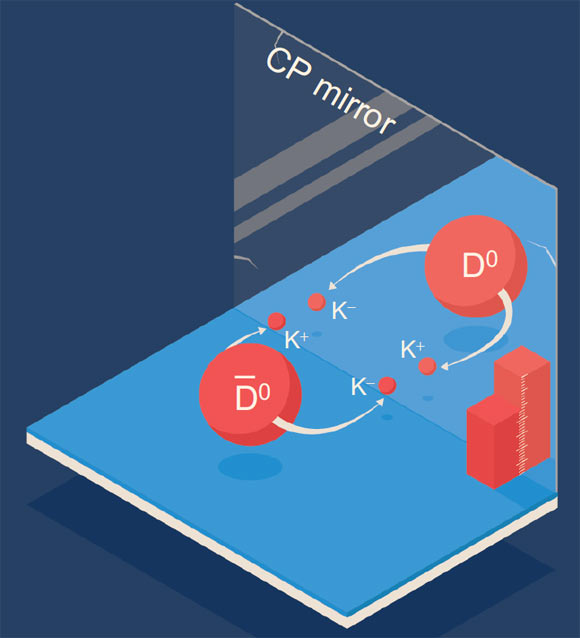 CP mirror
D⁰
K⁻
K⁺
K⁺
K⁻
D̅⁰